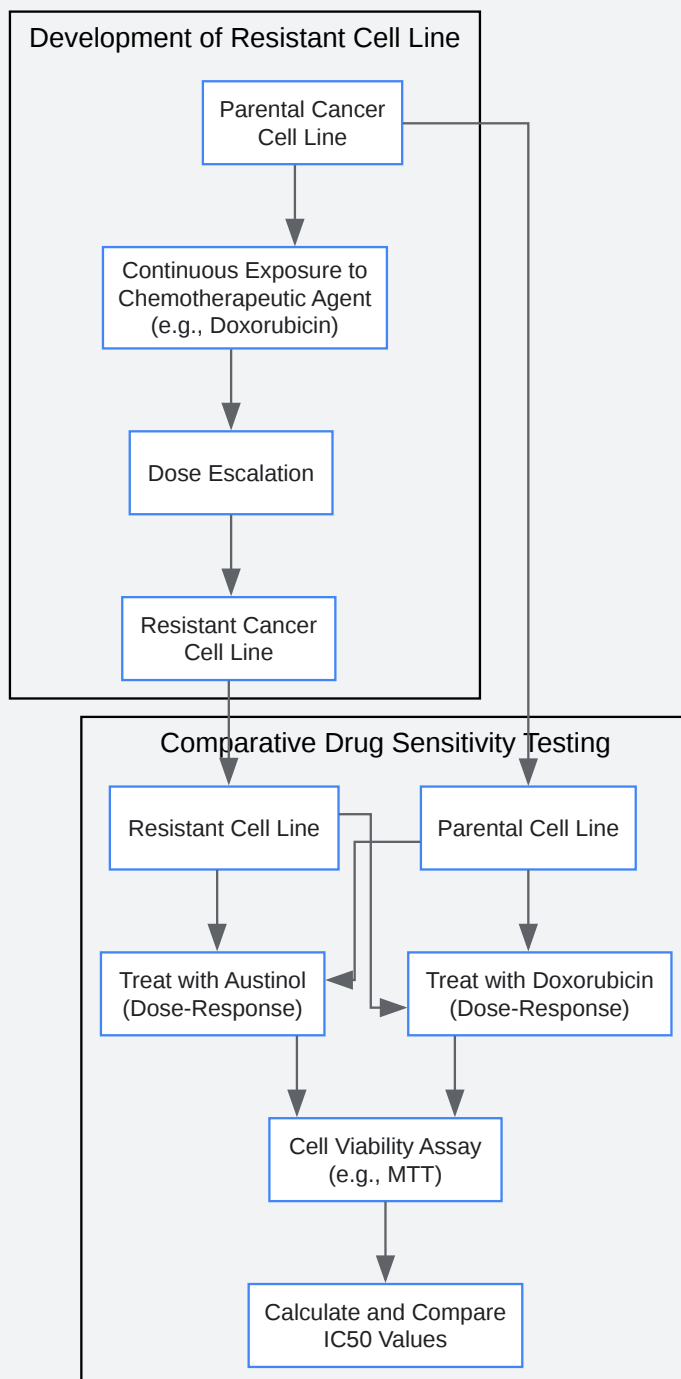 Development of Resistant Cell Line
Parental Cancer
Cell Line
Continuous Exposure to
Chemotherapeutic Agent
(e.g., Doxorubicin)
Dose Escalation
Resistant Cancer
Cell Line
Comparative Drug Sensitivity Testing
Resistant Cell Line
Parental Cell Line
Treat with Austinol
(Dose-Response)
Treat with Doxorubicin
(Dose-Response)
Cell Viability Assay
(e.g., MTT)
Calculate and Compare
IC50 Values